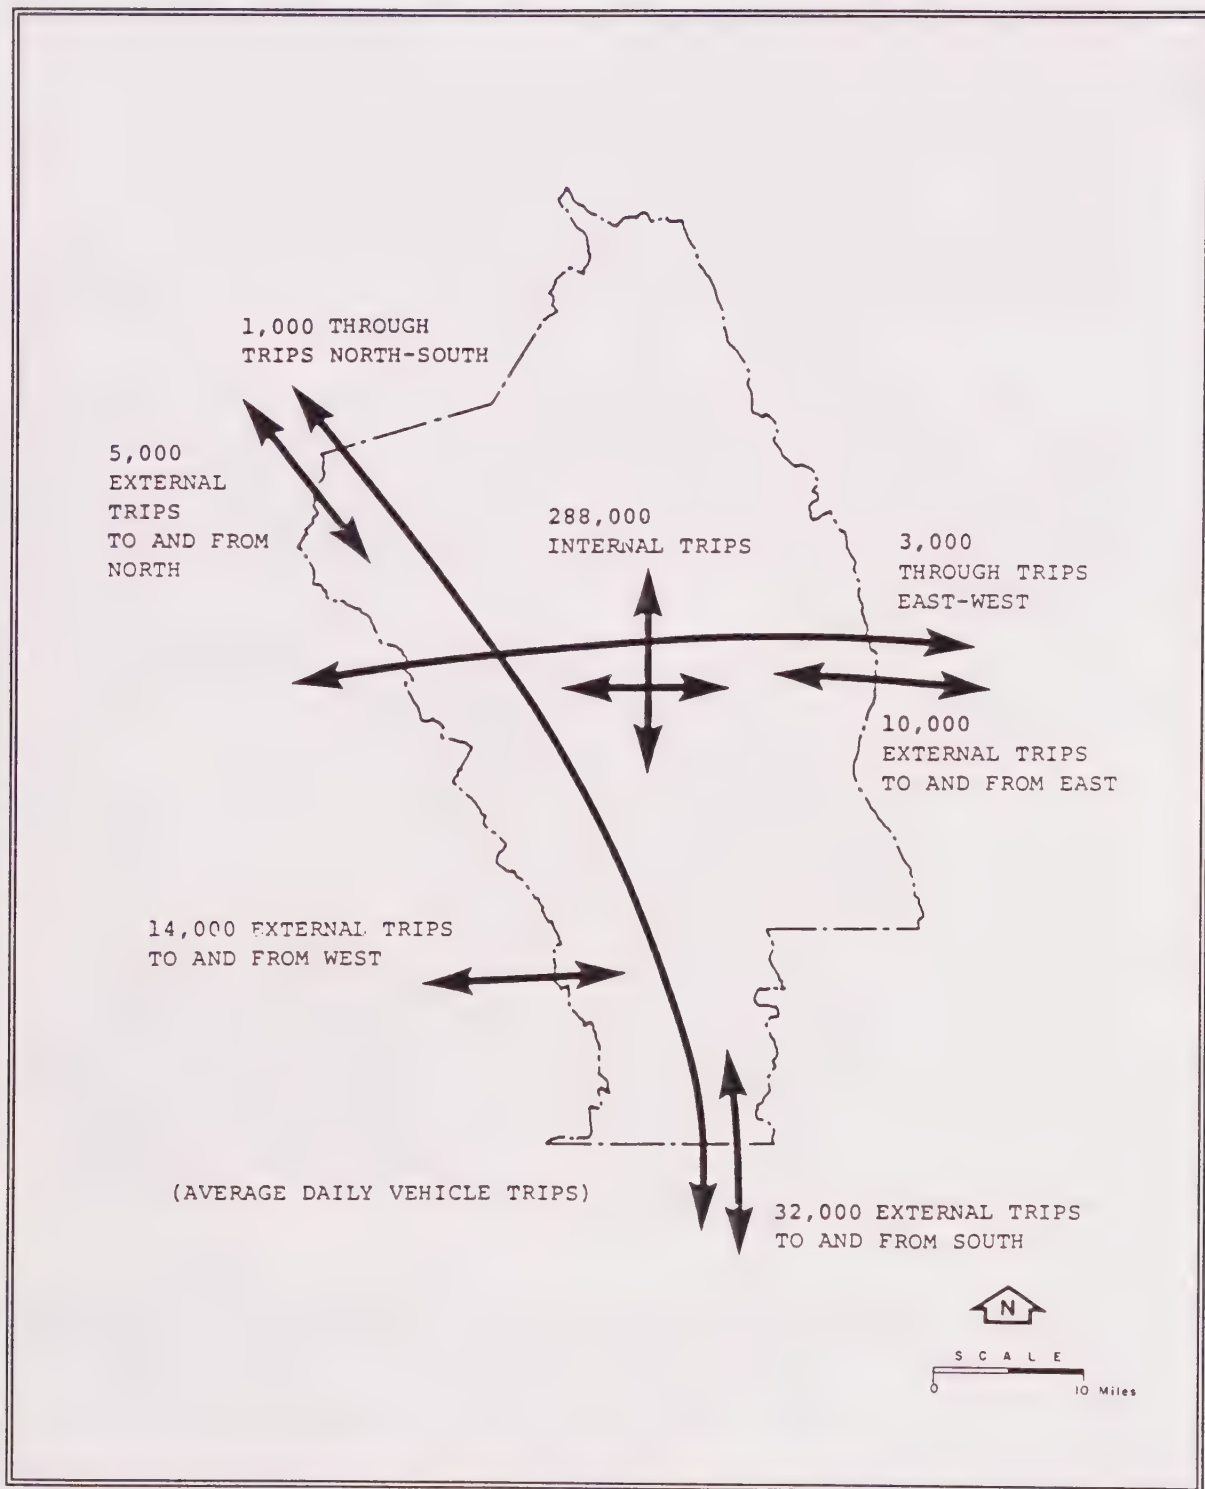 1,000 THROUGH
TRIPS NORTH-SOUTH
5,000
EXTERNAL
TRIPS
TO AND FROM
NORTH
288,000
INTERNAL TRIPS
3,000
THROUGH TRIPS
EAST-WEST
10,000
EXTERNAL TRIPS
TO AND FROM EAST
14,000 EXTERNAL TRIPS
TO AND FROM WEST
(AVERAGE DAILY VEHICLE TRIPS)
32,000 EXTERNAL TRIPS
TO AND FROM SOUTH
N
SCALE
0 10 Miles